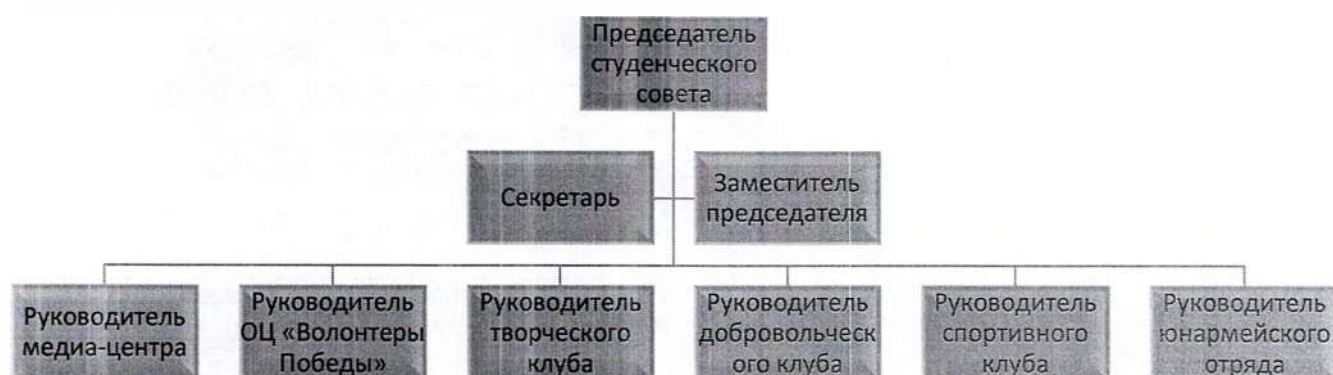 Председатель
студенческого
совета
Секретарь
Заместитель
председателя
Руководитель
медиа-центра
Руководитель
ОЦ «Волонтеры
Победы»
Руководитель
творческого
клуба
Руководитель
добровольческ
ого клуба
Руководитель
спортивного
клуба
Руководитель
юнармейского
отряда